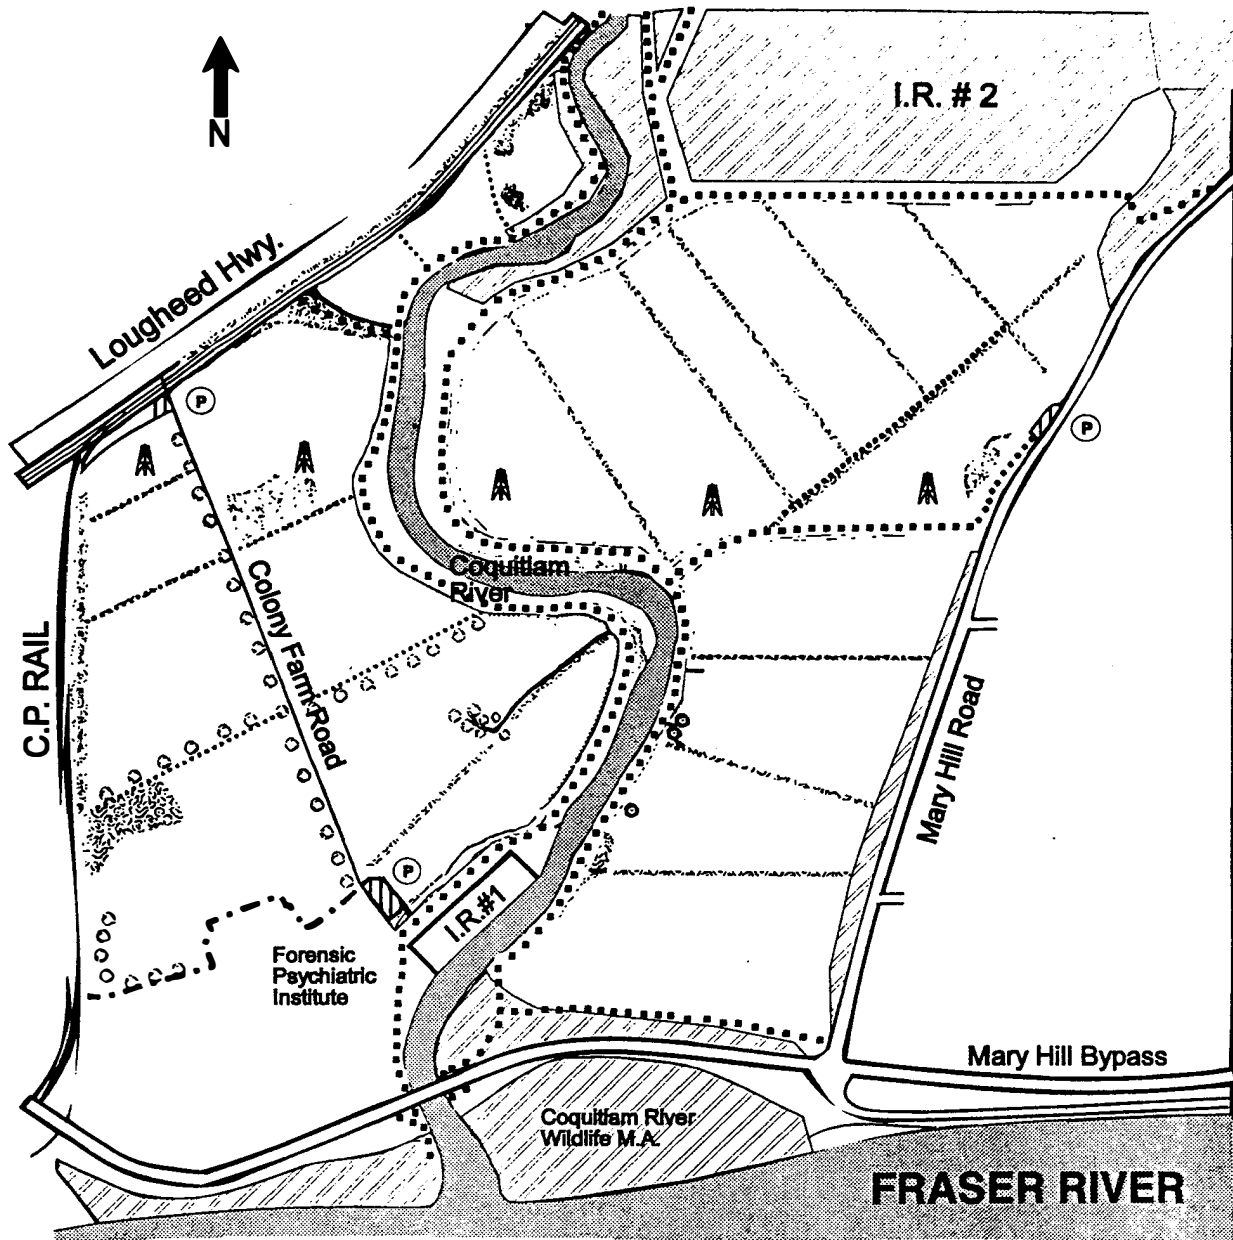 N
I.R. # 2
Lougheed Hwy.
P
P
Coquitlam
River
Colony Farm Road
C.P. RAIL
Mary Hill Road
P
I.R.#1
Forensic
Psychiatric
Institute
Mary Hill Bypass
Coquitlam River
Wildlife M.A.
FRASER RIVER